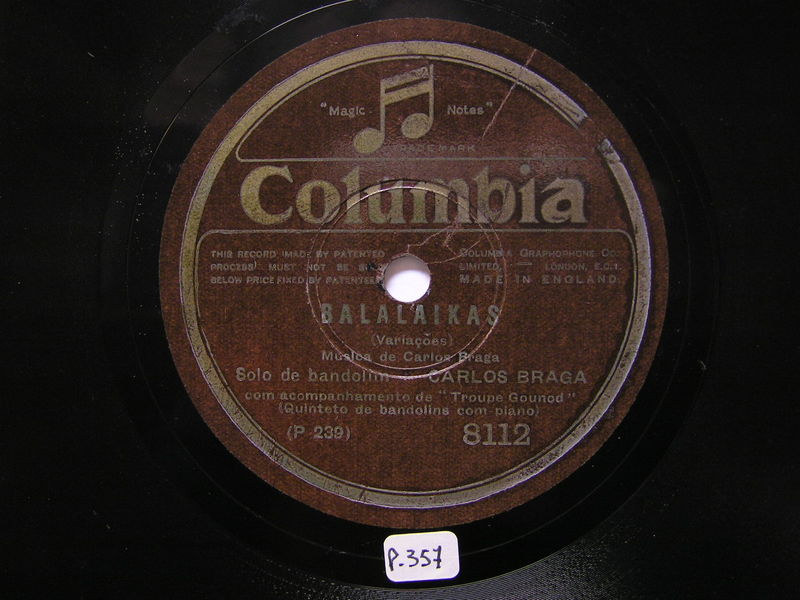 "Magic Notes"
TRADE MARK
Columbia
THIS RECORD (MADE BY PATENTED
PROCESS) MUST NOT BE SOLD
BELOW PRICE FIXED BY PATENTEES
COLUMBIA GRAPHOPHONE CO.
LIMITED, — LONDON, E.C.1.
MADE IN ENGLAND.
BALALAIKAS
(Variações)
Musica de Carlos Braga
Solo de bandolim CARLOS BRAGA
com acompanhamento de "Troupe Gounod"
(Quinteto de bandolins com piano)
(P 239)
8112
P.357